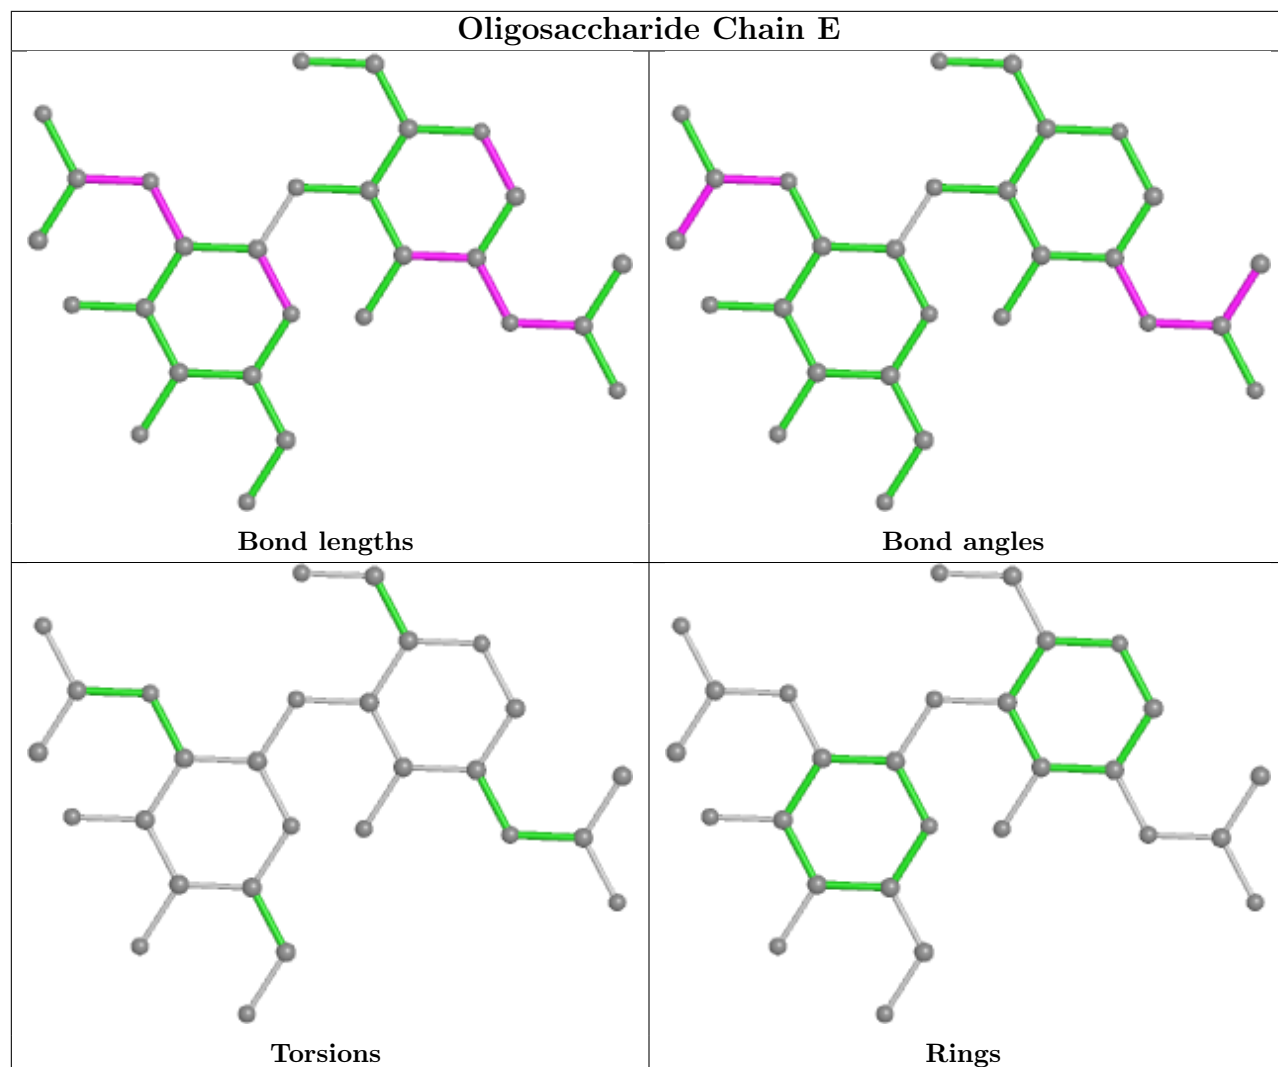 Oligosaccharide Chain E
Bond lengths
Bond angles
Torsions
Rings